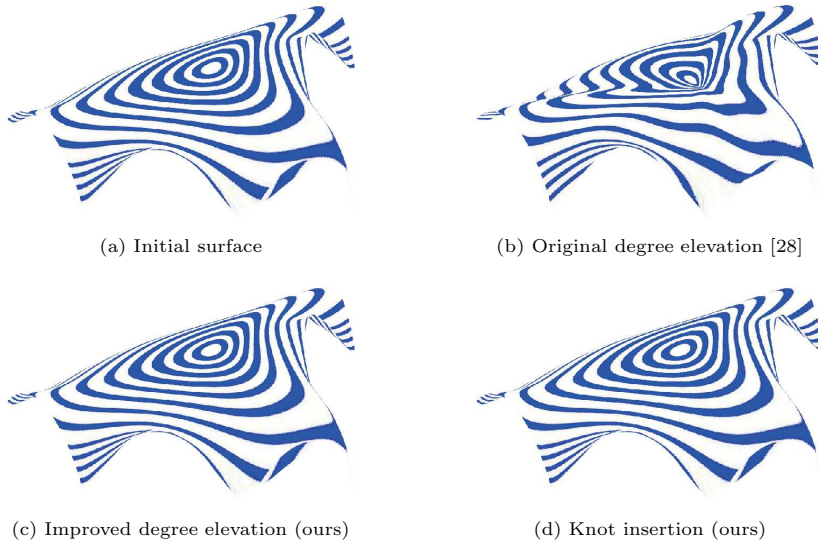 (a) Initial surface
(b) Original degree elevation [28]
(c) Improved degree elevation (ours)
(d) Knot insertion (ours)